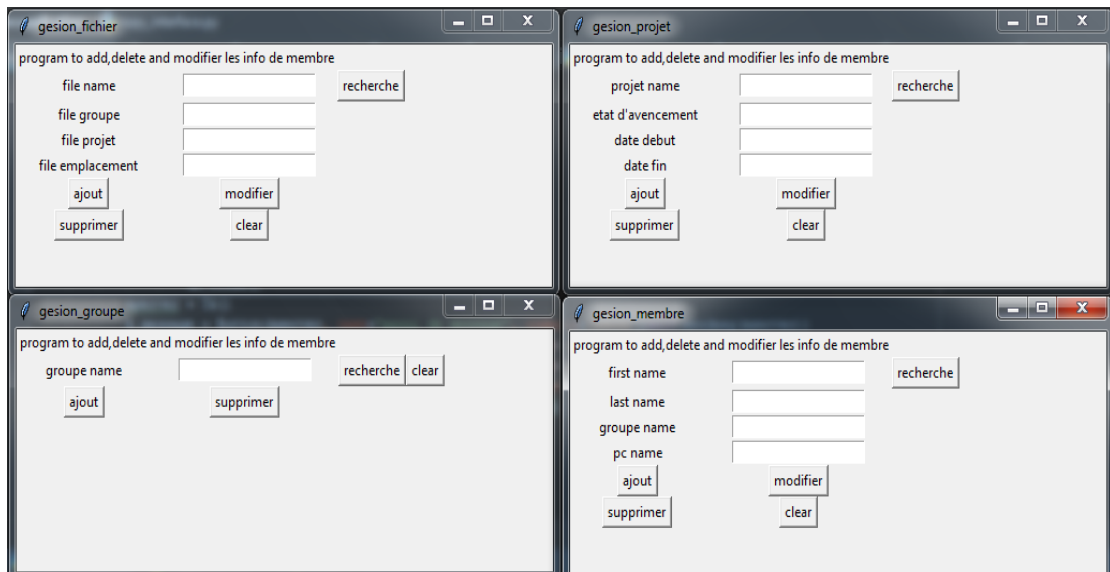 gesion_fichier
program to add,delete and modifier les info de membre
file name recherche
file groupe
file projet
file emplacement
ajout modifier
supprimer clear
gesion_projet
program to add,delete and modifier les info de membre
projet name recherche
etat d'avencement
date debut
date fin
ajout modifier
supprimer clear
gesion_groupe
program to add,delete and modifier les info de membre
groupe name recherche clear
ajout supprimer
gesion_membre
program to add,delete and modifier les info de membre
first name recherche
last name
groupe name
pc name
ajout modifier
supprimer clear